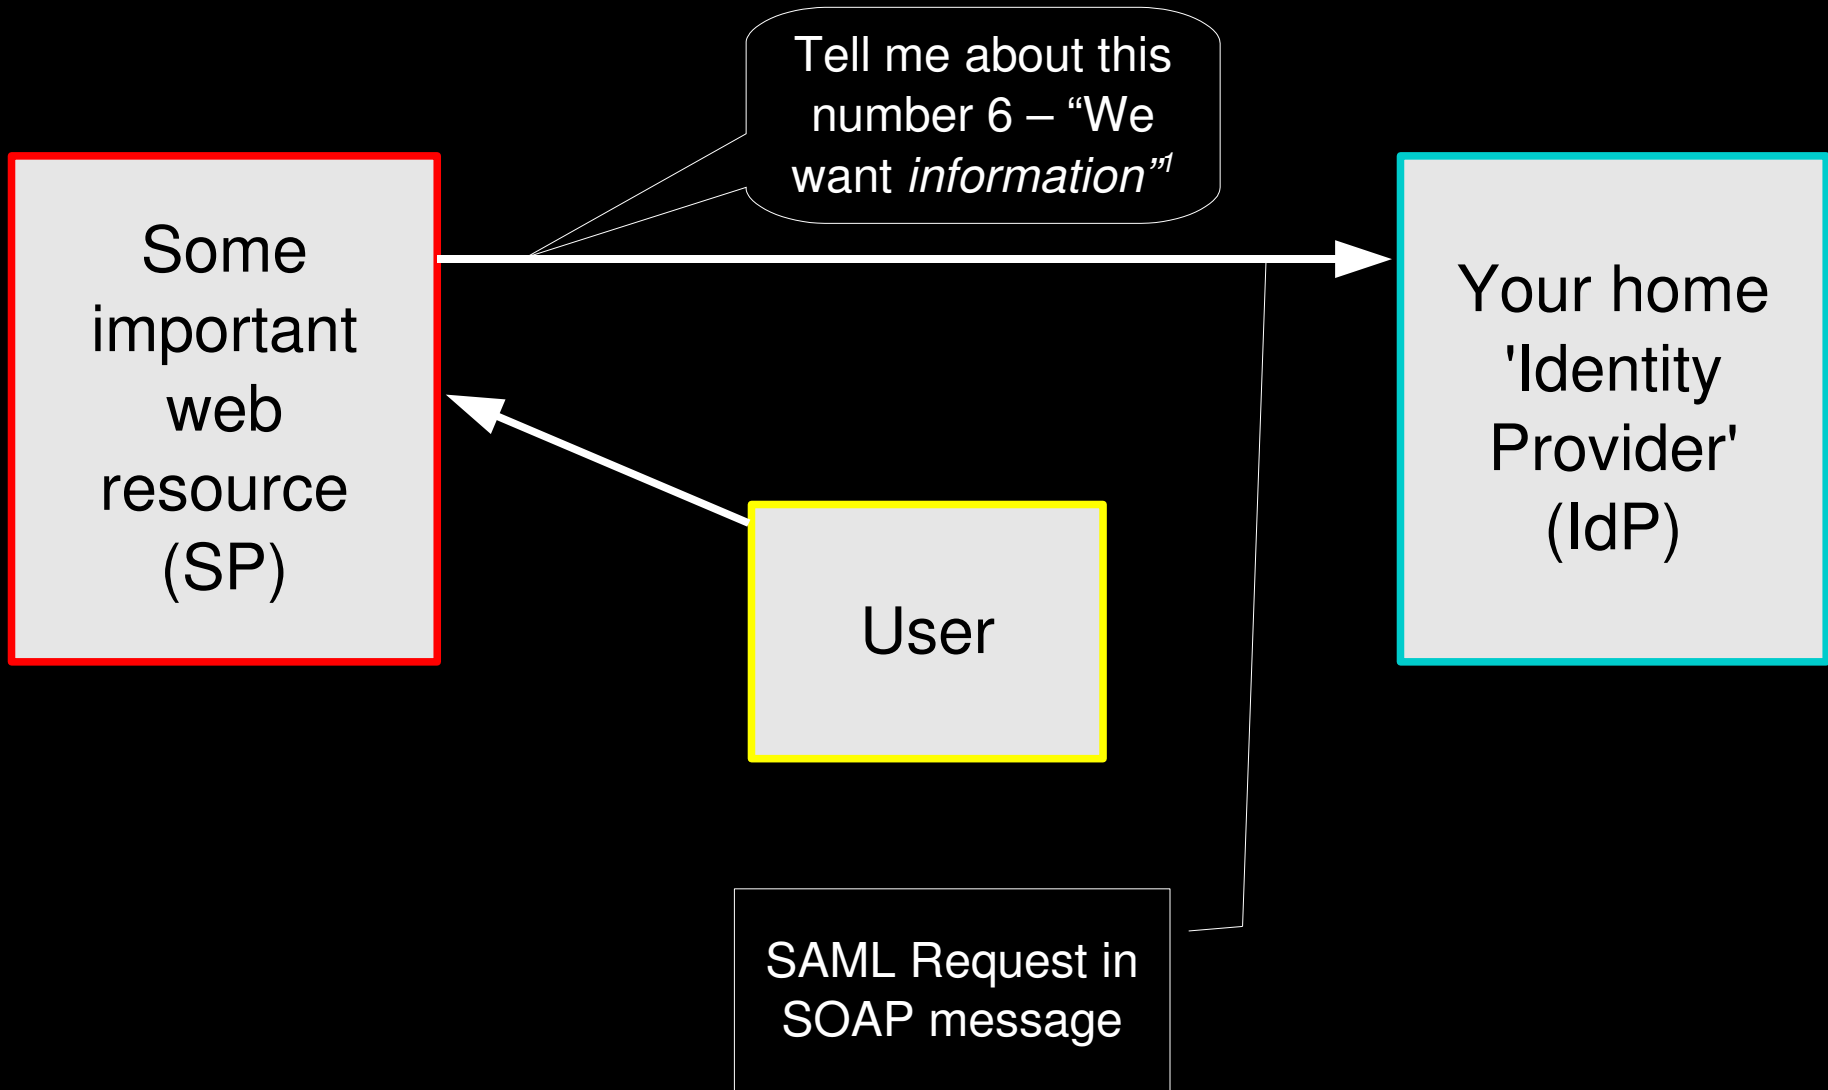 Tell me about this
number 6 – “We
want information”1
Some
important
web
resource
(SP)
Your home
'Identity
Provider'
(IdP)
User
SAML Request in
SOAP message